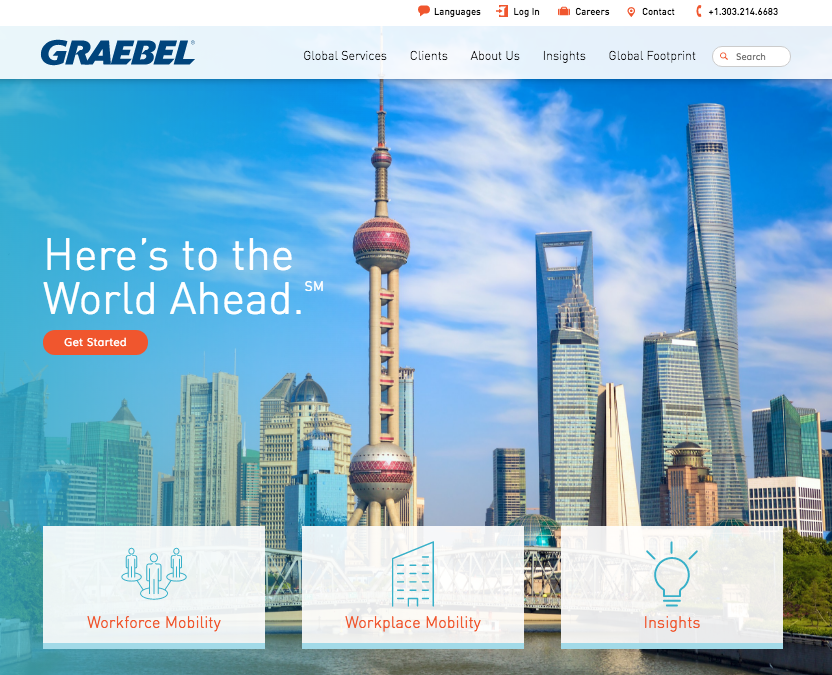 Languages Log In Careers Contact +1.303.214.6683
GRAEBEL®
Global Services Clients About Us Insights Global Footprint Search
Here's to the
World Ahead.℠
Get Started
Workforce Mobility Workplace Mobility Insights